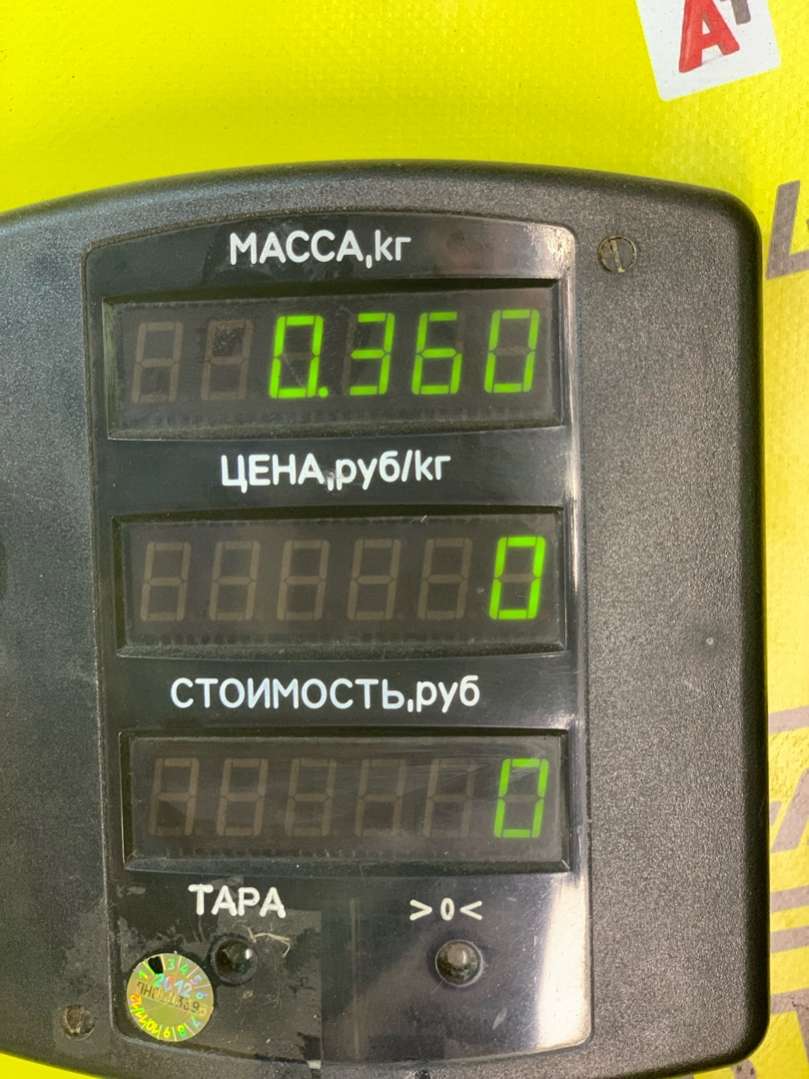 МАССА,кг
0.360
ЦЕНА,руб/кг
0
СТОИМОСТЬ,руб
0
ТАРА >0<